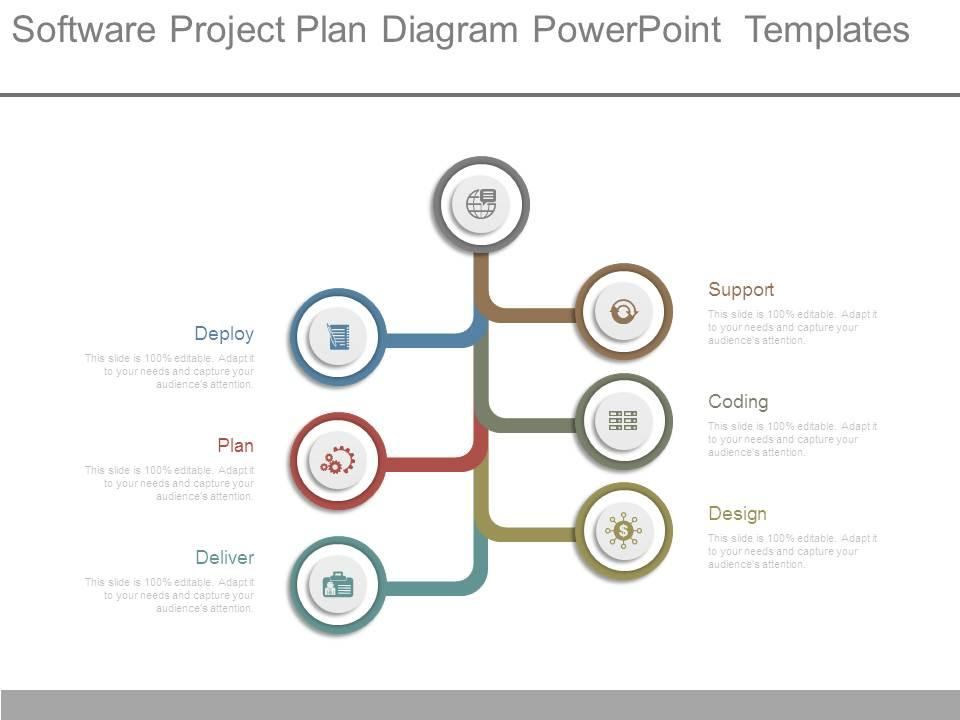 Software Project Plan Diagram PowerPoint  Templates
Deploy
This slide is 100% editable. Adapt it
to your needs and capture your
audience's attention.
Plan
This slide is 100% editable. Adapt it
to your needs and capture your
audience's attention.
Deliver
This slide is 100% editable. Adapt it
to your needs and capture your
audience's attention.
Support
This slide is 100% editable. Adapt it
to your needs and capture your
audience's attention.
Coding
This slide is 100% editable. Adapt it
to your needs and capture your
audience's attention.
Design
This slide is 100% editable. Adapt it
to your needs and capture your
audience's attention.
$